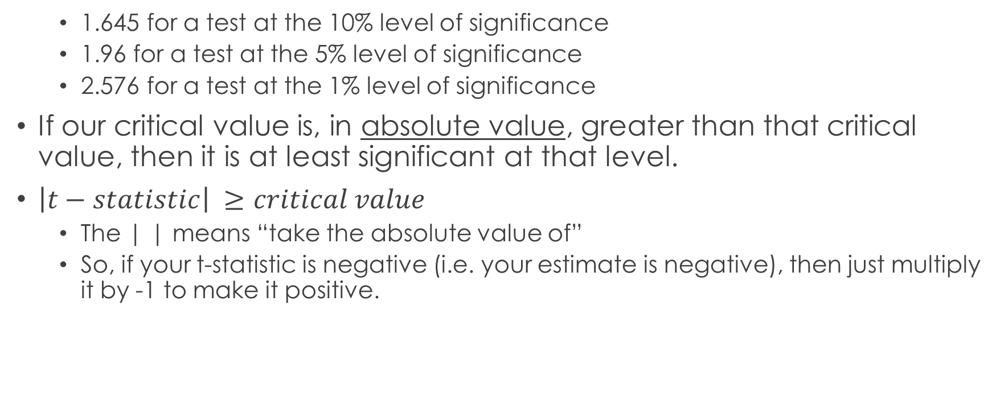 • 1.645 for a test at the 10% level of significance
• 1.96 for a test at the 5% level of significance
• 2.576 for a test at the 1% level of significance
• If our critical value is, in absolute value, greater than that critical
value, then it is at least significant at that level.
• |t − statistic| ≥ critical value
• The | | means “take the absolute value of”
• So, if your t-statistic is negative (i.e. your estimate is negative), then just multiply
it by -1 to make it positive.